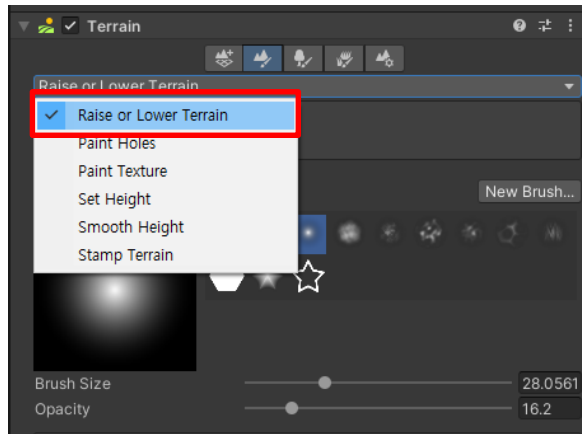 Terrain
Raise or Lower Terrain
Raise or Lower Terrain
Paint Holes
Paint Texture
Set Height
Smooth Height
Stamp Terrain
New Brush...
Brush Size
28.0561
Opacity
16.2